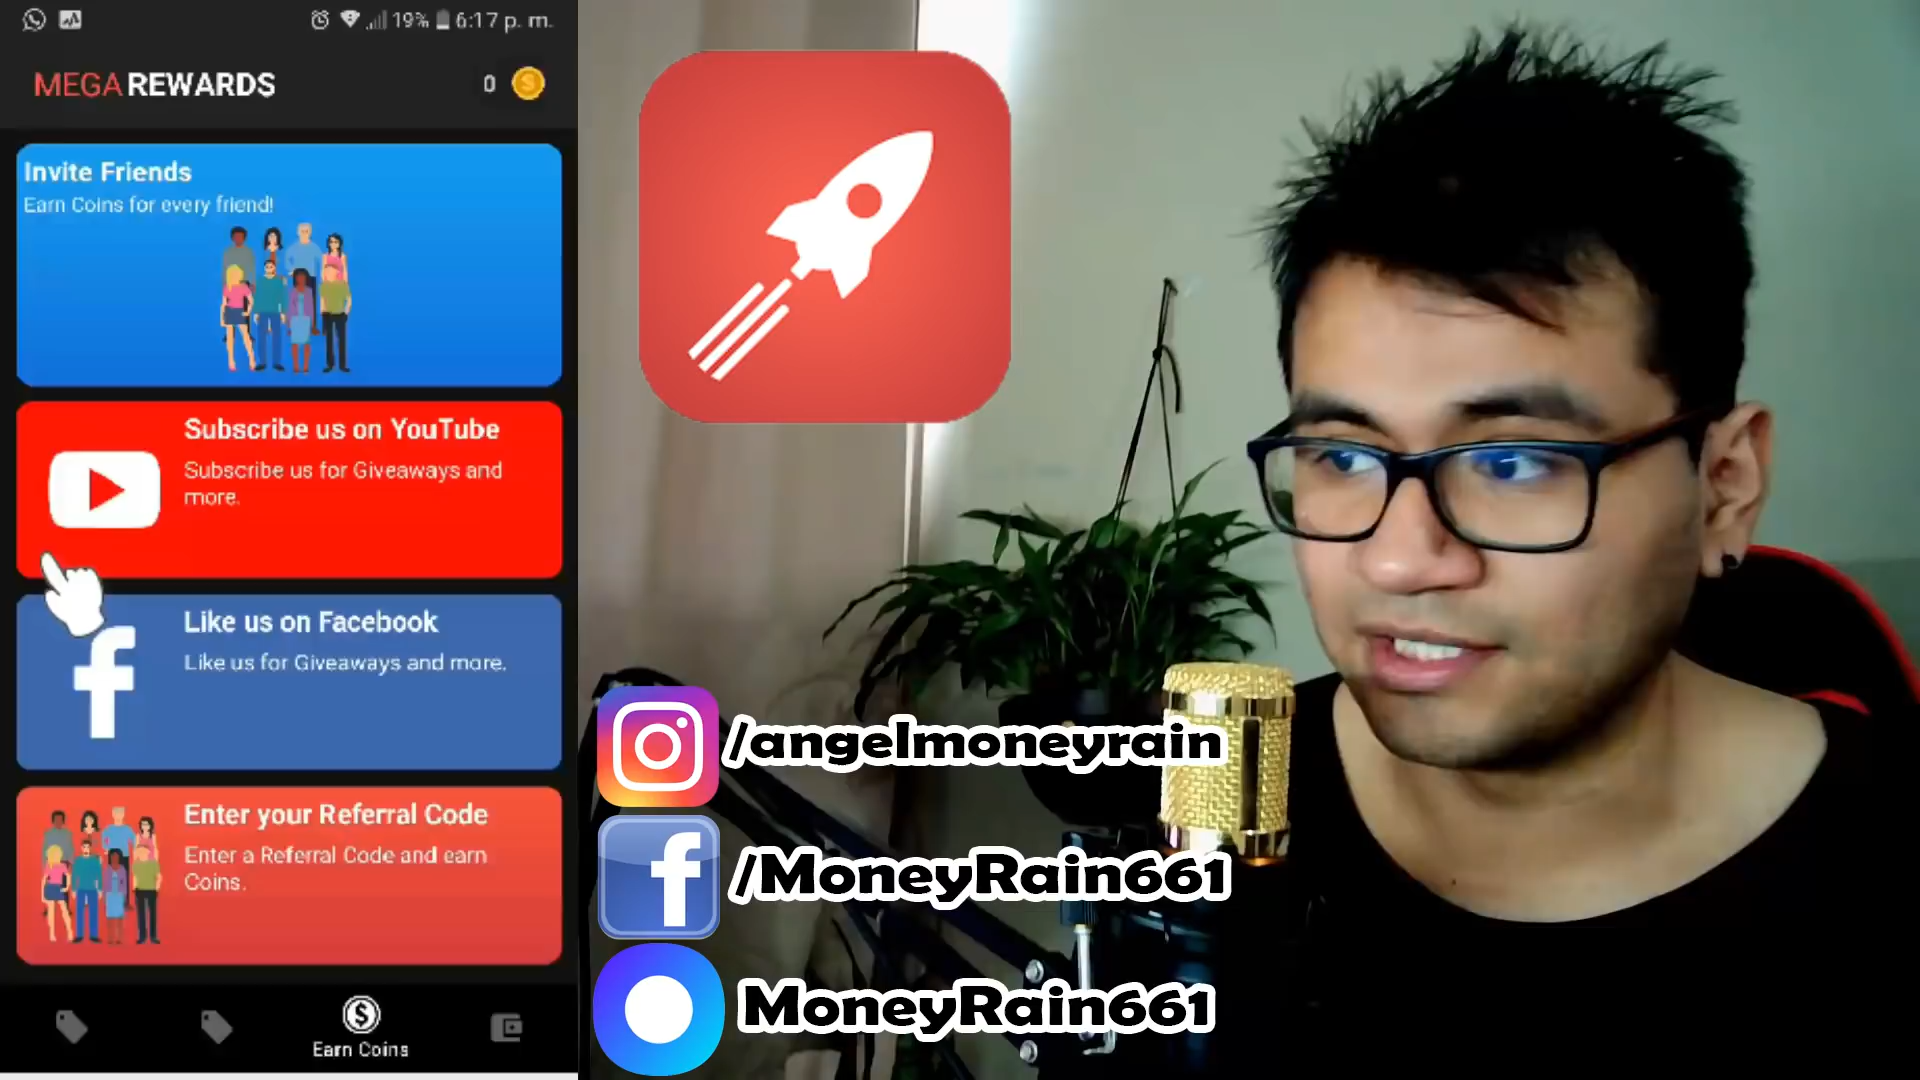 19% 6:17 p. m.
MEGA REWARDS
0
Invite Friends
Earn Coins for every friend!
Subscribe us on YouTube
Subscribe us for Giveaways and
more.
Like us on Facebook
Like us for Giveaways and more.
Enter your Referral Code
Enter a Referral Code and earn
Coins.
Earn Coins
/angelmoneyrain
/MoneyRain661
MoneyRain661